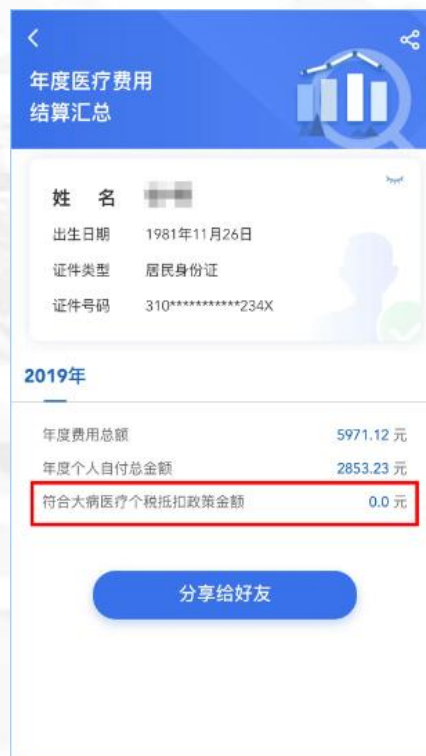 年度医疗费用
结算汇总
姓 名
出生日期 1981年11月26日
证件类型 居民身份证
证件号码 310***********234X
2019年
年度费用总额 5971.12 元
年度个人自付总金额 2853.23 元
符合大病医疗个税抵扣政策金额 0.0 元
分享给好友